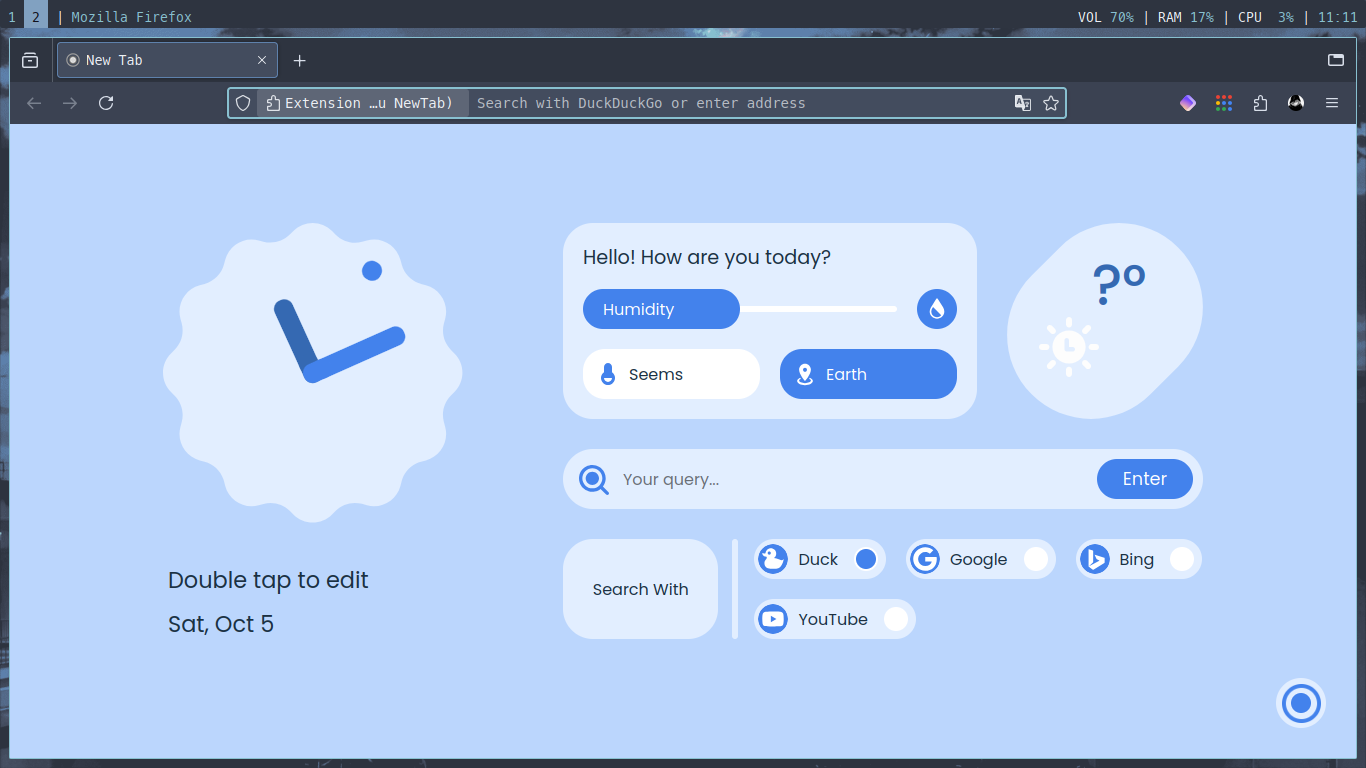 1 2 | Mozilla Firefox VOL 70% | RAM 17% | CPU 3% | 11:11
New Tab
Extension …u NewTab) Search with DuckDuckGo or enter address
Hello! How are you today?
Humidity
Seems Earth
?º
Your query... Enter
Search With
Duck Google Bing
YouTube
Double tap to edit
Sat, Oct 5